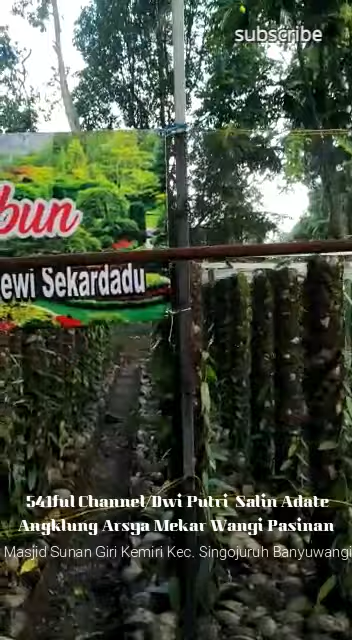 subscribe
bun
ewi Sekardadu
541ful Channel/Dwi Putri Salin Adate
Angklung Arsya Mekar Wangi Pasinan
Masjid Sunan Giri Kemiri Kec. Singojuruh Banyuwangi